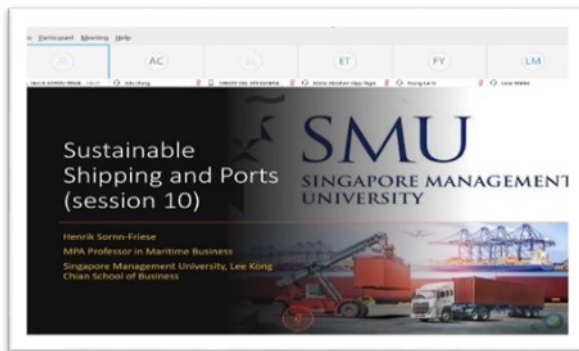 Participant Meeting Help
AC
ET
FY
LM
Sustainable
Shipping and Ports
(session 10)
SMU
SINGAPORE MANAGEMENT
UNIVERSITY
Henrik Sornn-Friese
MPA Professor in Maritime Business
Singapore Management University, Lee Kong
Chian School of Business